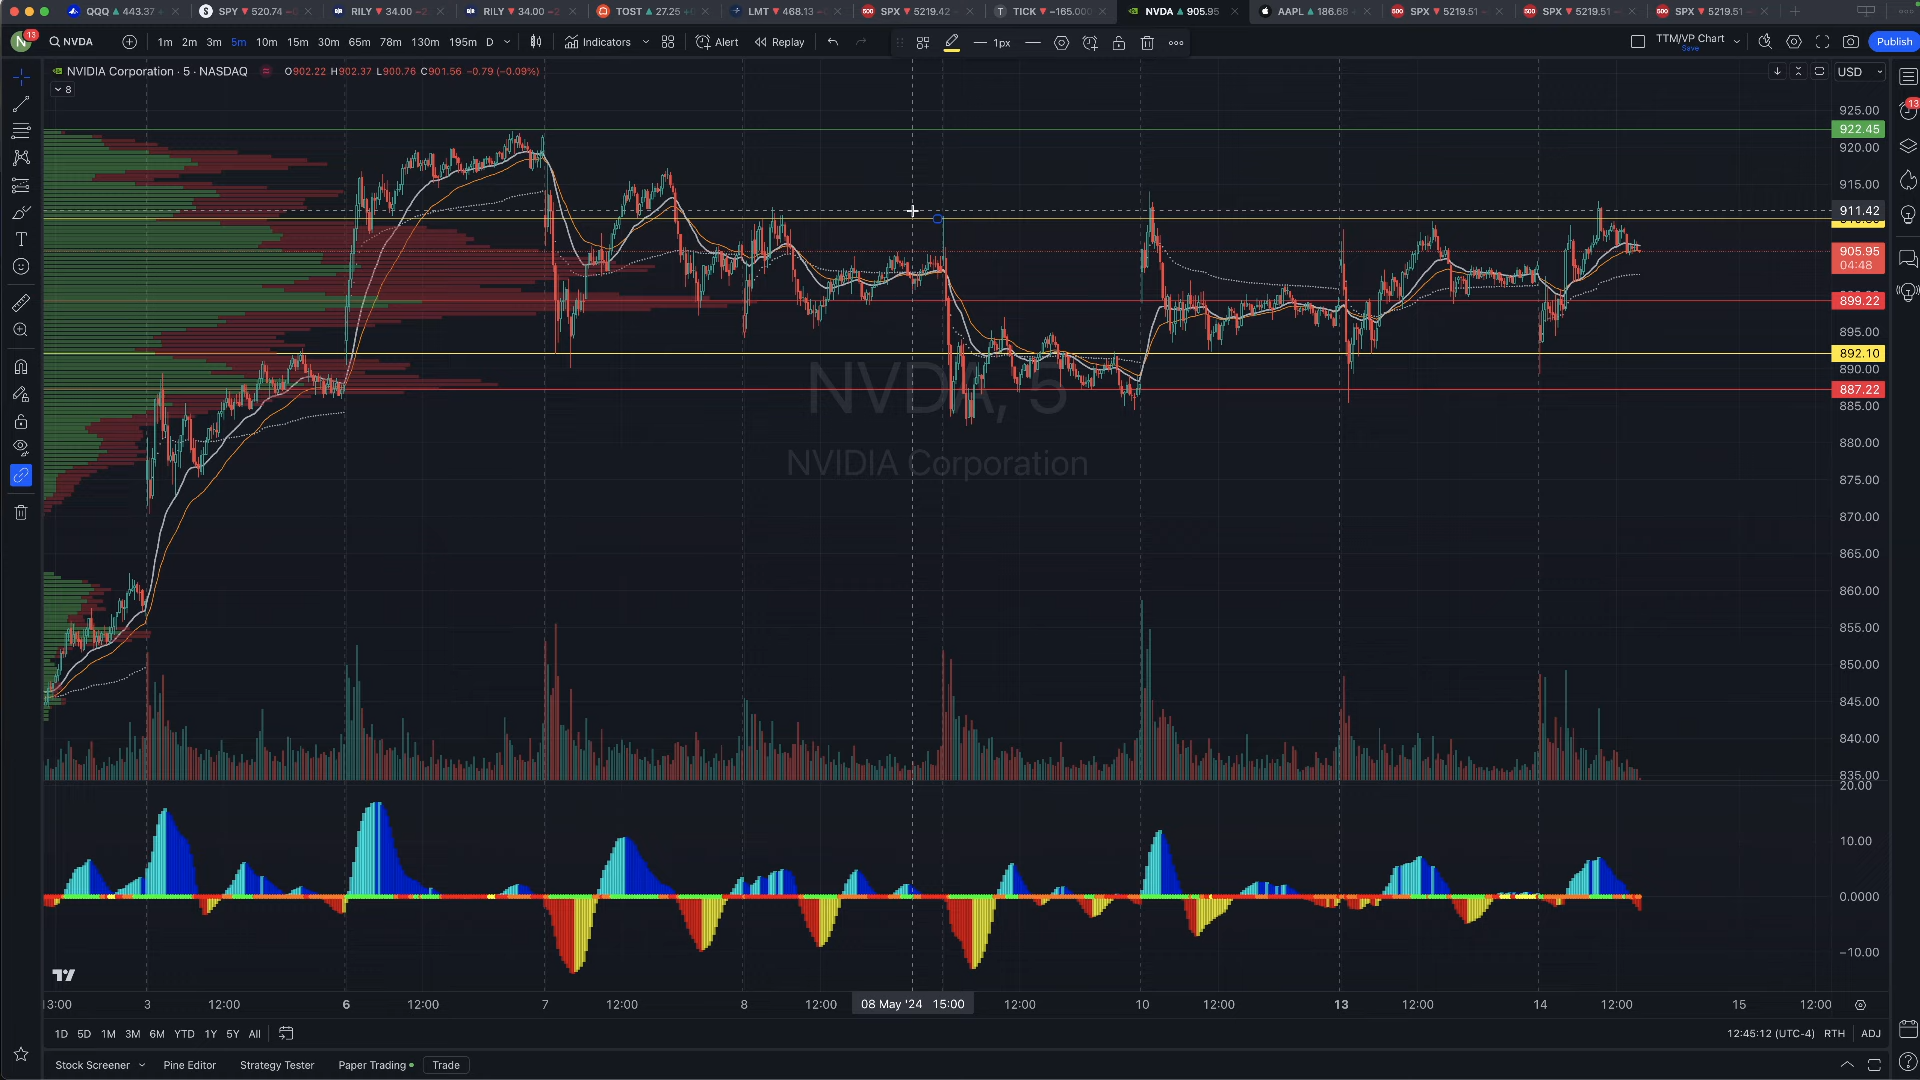 QQQ ▲ 443.37
SPY ▼ 520.74
RILY ▼ 34.00 −2
RILY ▼ 34.00 −2
TOST ▲ 27.25
LMT ▼ 468.13
SPX ▼ 5219.42
TICK ▼ −165.000
NVDA ▲ 905.95
AAPL ▲ 186.68
SPX ▼ 5219.51
SPX ▼ 5219.51
SPX ▼ 5219.51
N 13
NVDA
1m 2m 3m 5m 10m 15m 30m 65m 78m 130m 195m D
Indicators
Alert
Replay
1px
TTM/VP Chart
Save
Publish
NVIDIA Corporation · 5 · NASDAQ
O902.22 H902.37 L900.76 C901.56 −0.79 (−0.09%)
8
USD
13
925.00
922.45
920.00
915.00
911.42
905.95
04:48
899.22
895.00
892.10
890.00
887.22
885.00
880.00
875.00
870.00
865.00
860.00
855.00
850.00
845.00
840.00
835.00
20.00
10.00
0.0000
−10.00
NVDA, 5
NVIDIA Corporation
13:00 3 12:00 6 12:00 7 12:00 8 12:00 08 May '24 15:00 12:00 10 12:00 13 12:00 14 12:00 15 12:00
1D 5D 1M 3M 6M YTD 1Y 5Y All
12:45:12 (UTC-4) RTH ADJ
Stock Screener
Pine Editor
Strategy Tester
Paper Trading
Trade